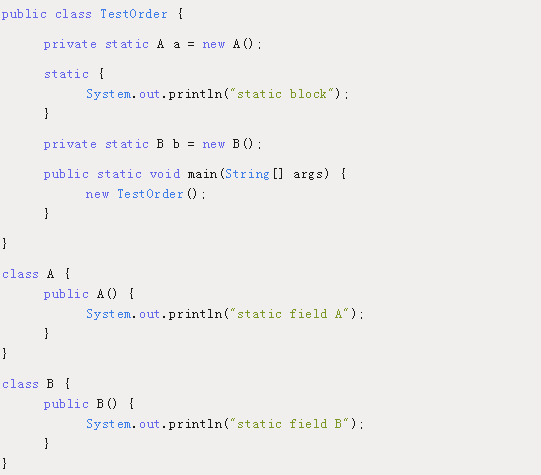 public class TestOrder {
private static A a = new A();
static {
System.out.println("static block");
}
private static B b = new B();
public static void main(String[] args) {
new TestOrder();
}
}
class A {
public A() {
System.out.println("static field A");
}
}
class B {
public B() {
System.out.println("static field B");
}
}